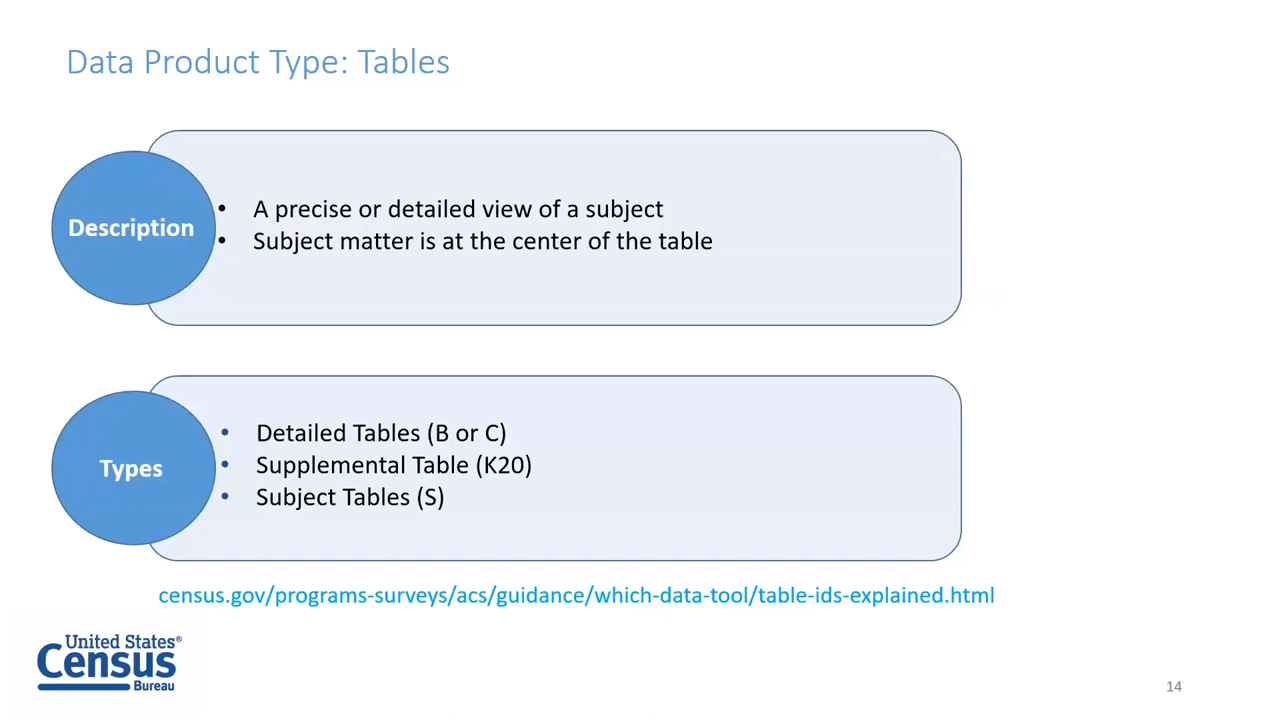 Data Product Type: Tables
Description
• A precise or detailed view of a subject
• Subject matter is at the center of the table
Types
• Detailed Tables (B or C)
• Supplemental Table (K20)
• Subject Tables (S)
census.gov/programs-surveys/acs/guidance/which-data-tool/table-ids-explained.html
United States®
Census
Bureau
14